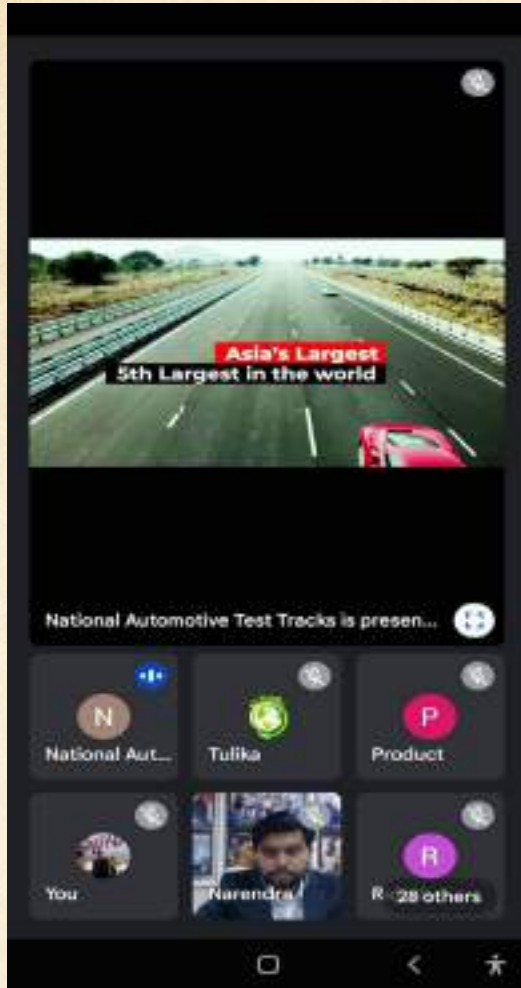 Asia's Largest
5th Largest in the world
National Automotive Test Tracks is presen...
N
National Aut...
Tulika
P
Product
You
Narendra
R
R
28 others